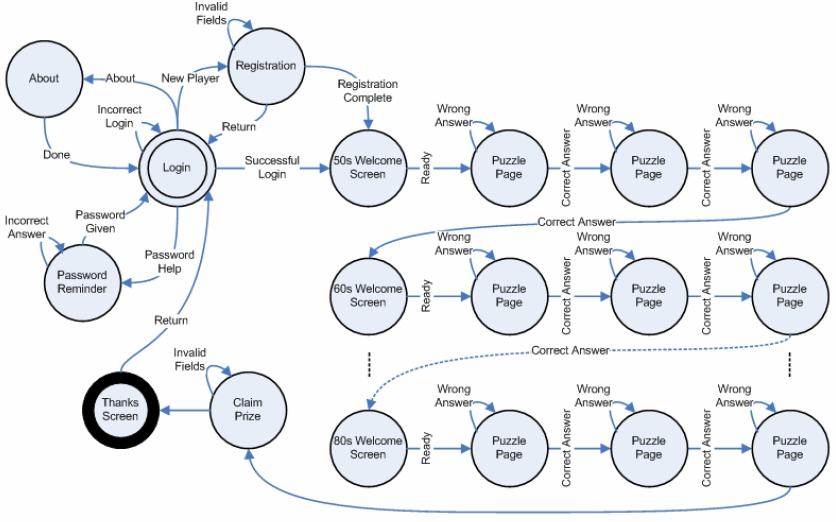 Invalid
Fields
About
About
New Player
Registration
Registration
Complete
Incorrect
Login
Return
Done
Login
Successful
Login
50s Welcome
Screen
Ready
Wrong
Answer
Puzzle
Page
Correct Answer
Wrong
Answer
Puzzle
Page
Correct Answer
Wrong
Answer
Puzzle
Page
Correct Answer
Incorrect
Answer
Password
Given
Password
Help
Password
Reminder
60s Welcome
Screen
Ready
Wrong
Answer
Puzzle
Page
Correct Answer
Wrong
Answer
Puzzle
Page
Correct Answer
Wrong
Answer
Puzzle
Page
Correct Answer
Return
Invalid
Fields
Thanks
Screen
Claim
Prize
80s Welcome
Screen
Ready
Wrong
Answer
Puzzle
Page
Correct Answer
Wrong
Answer
Puzzle
Page
Correct Answer
Wrong
Answer
Puzzle
Page